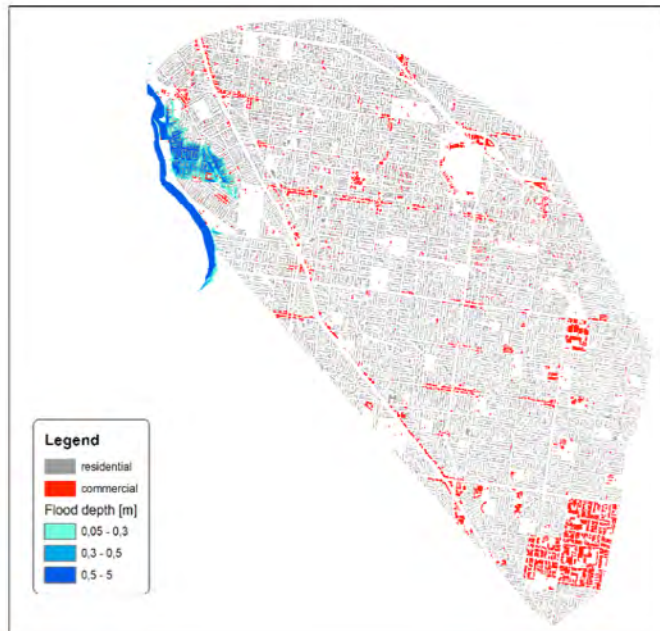 Legend
residential
commercial
Flood depth [m]
0,05 - 0,3
0,3 - 0,5
0,5 - 5